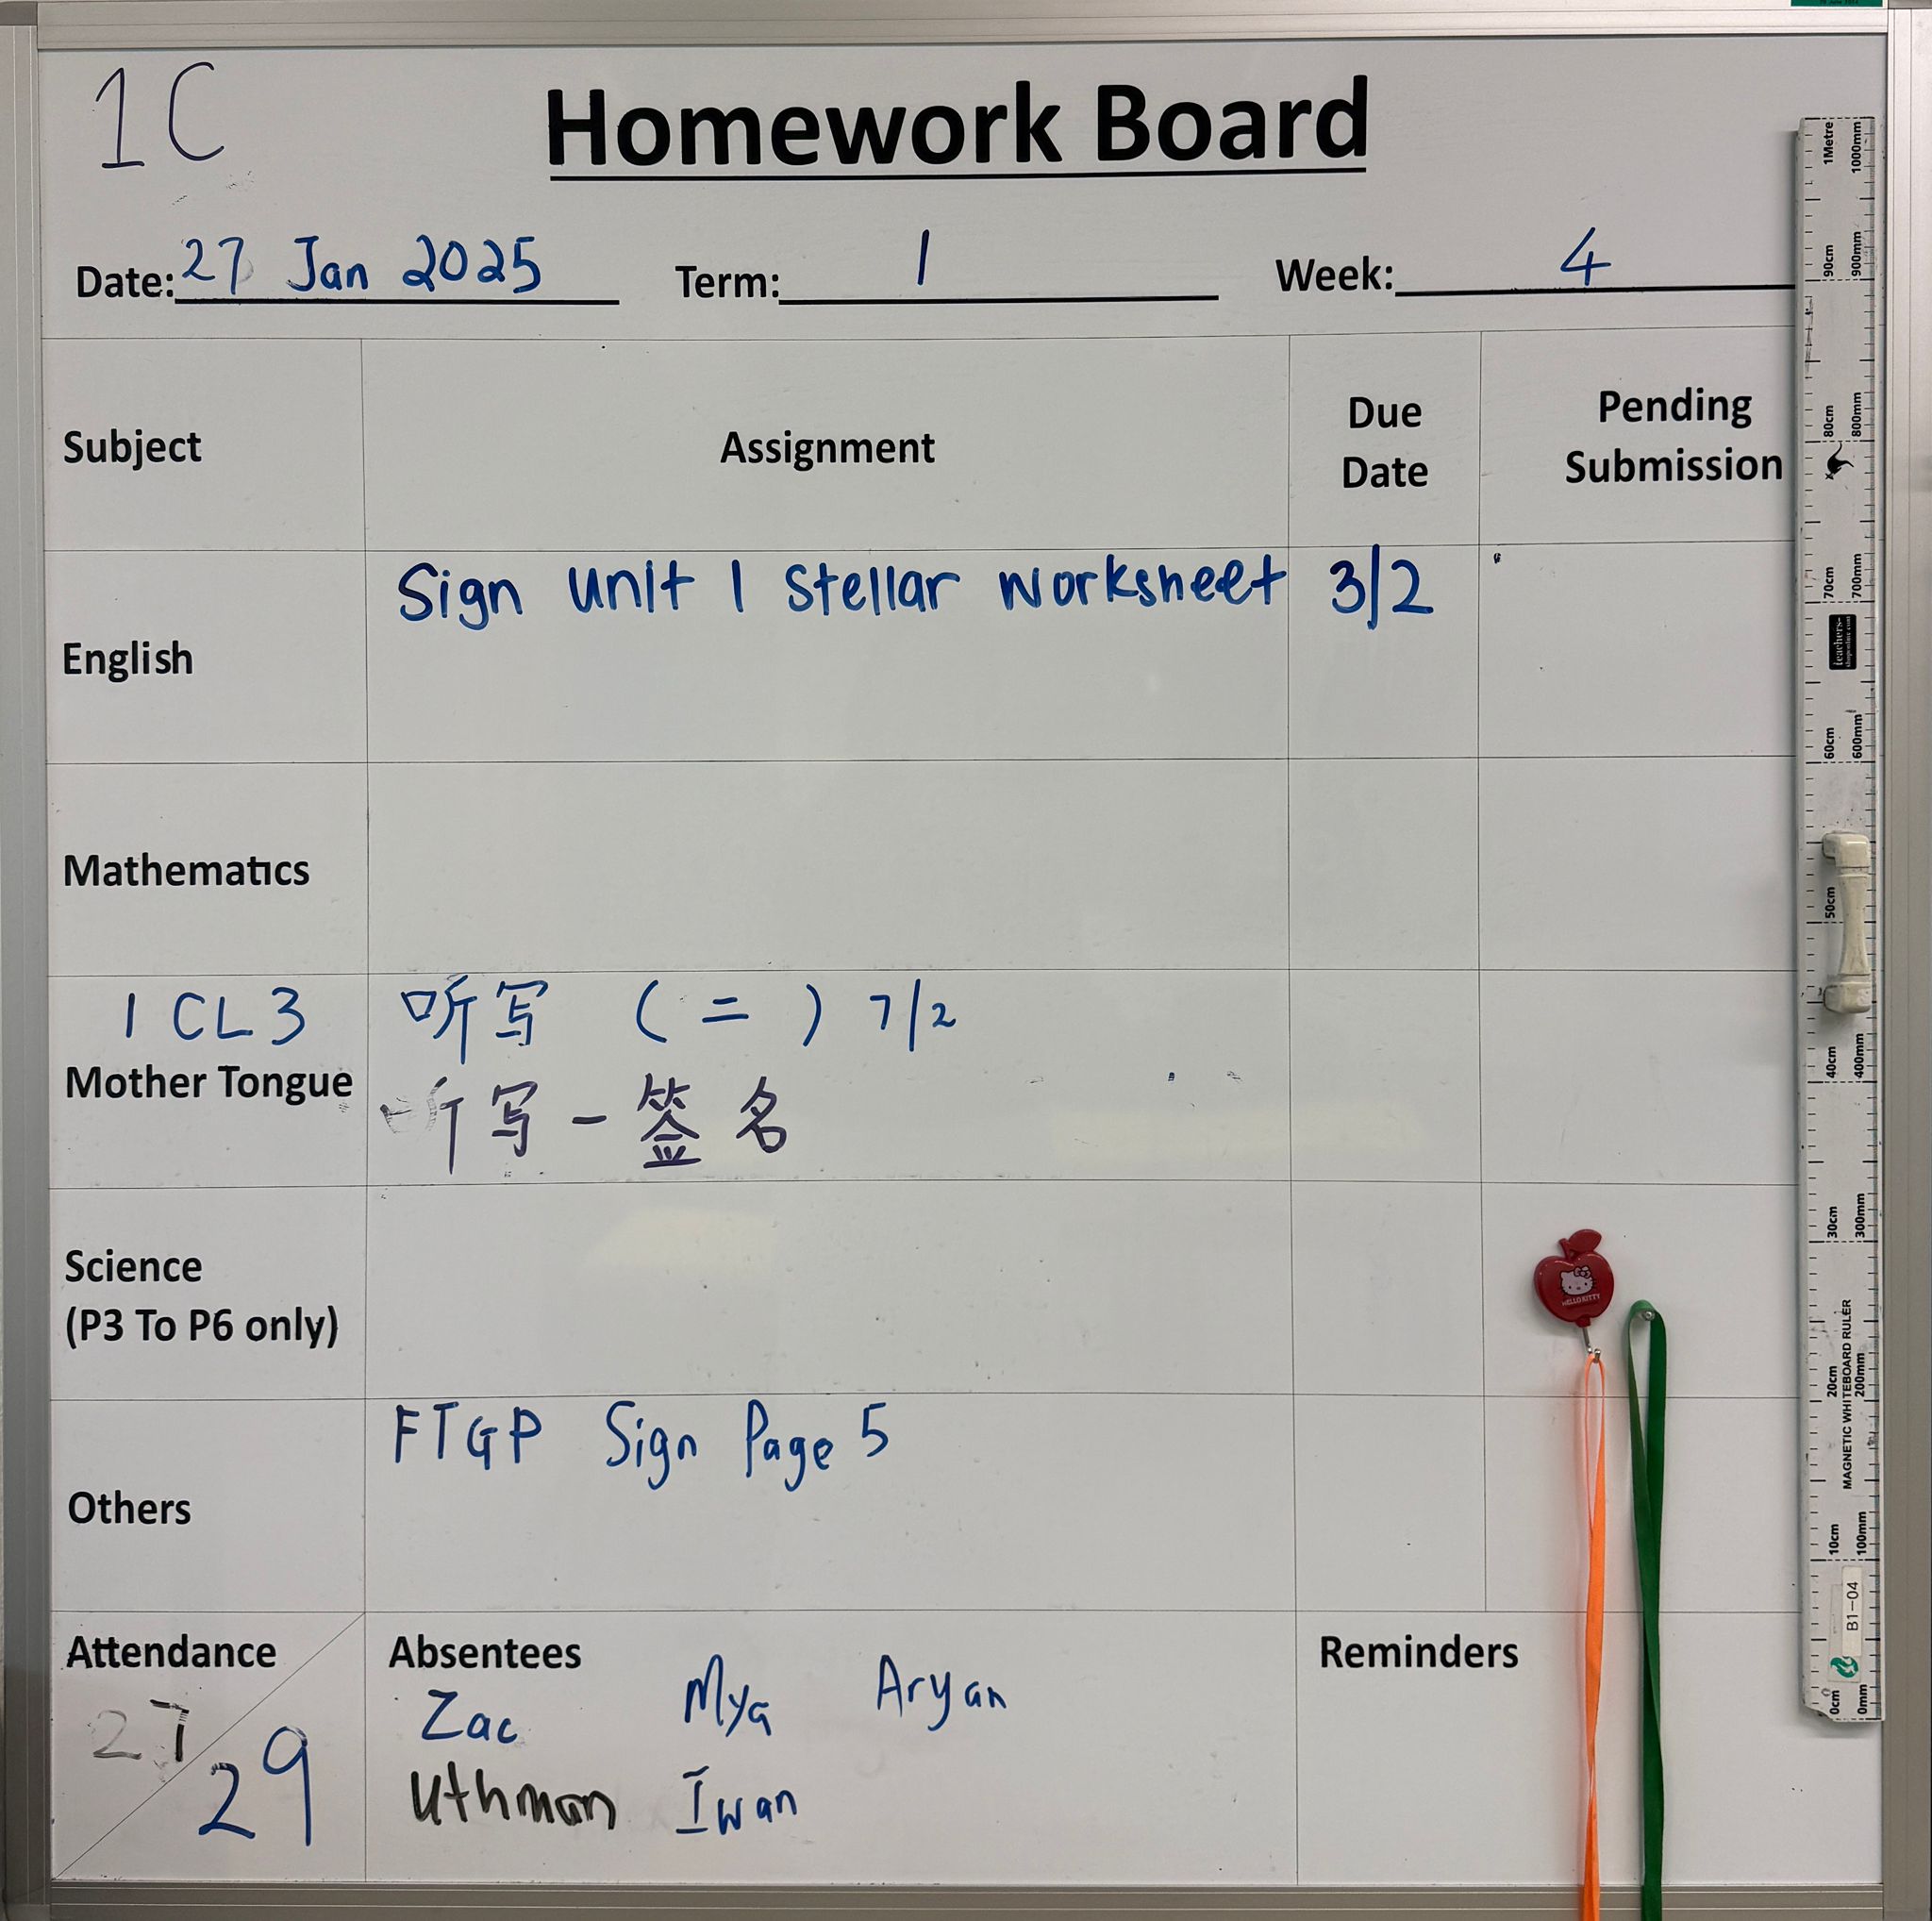 1C
Homework Board
Date: 27 Jan 2025 Term: 1 Week: 4
Subject Assignment Due Date Pending Submission
English Sign Unit 1 Stellar Worksheet 3/2
Mathematics
1 CL3 听写 (二) 7/2
Mother Tongue 听写-签名
Science
(P3 To P6 only)
FTGP Sign Page 5
Others
Attendance Absentees Reminders
27 Zac Mya Aryan
29 Uthman Iwan
1Metre 1000mm
90cm 900mm
80cm 800mm
70cm 700mm
teachers-
60cm 600mm
50cm
40cm 400mm
30cm 300mm
20cm 200mm
MAGNETIC WHITEBOARD RULER
10cm 100mm
B1-04
0cm 0mm
HELLO KITTY